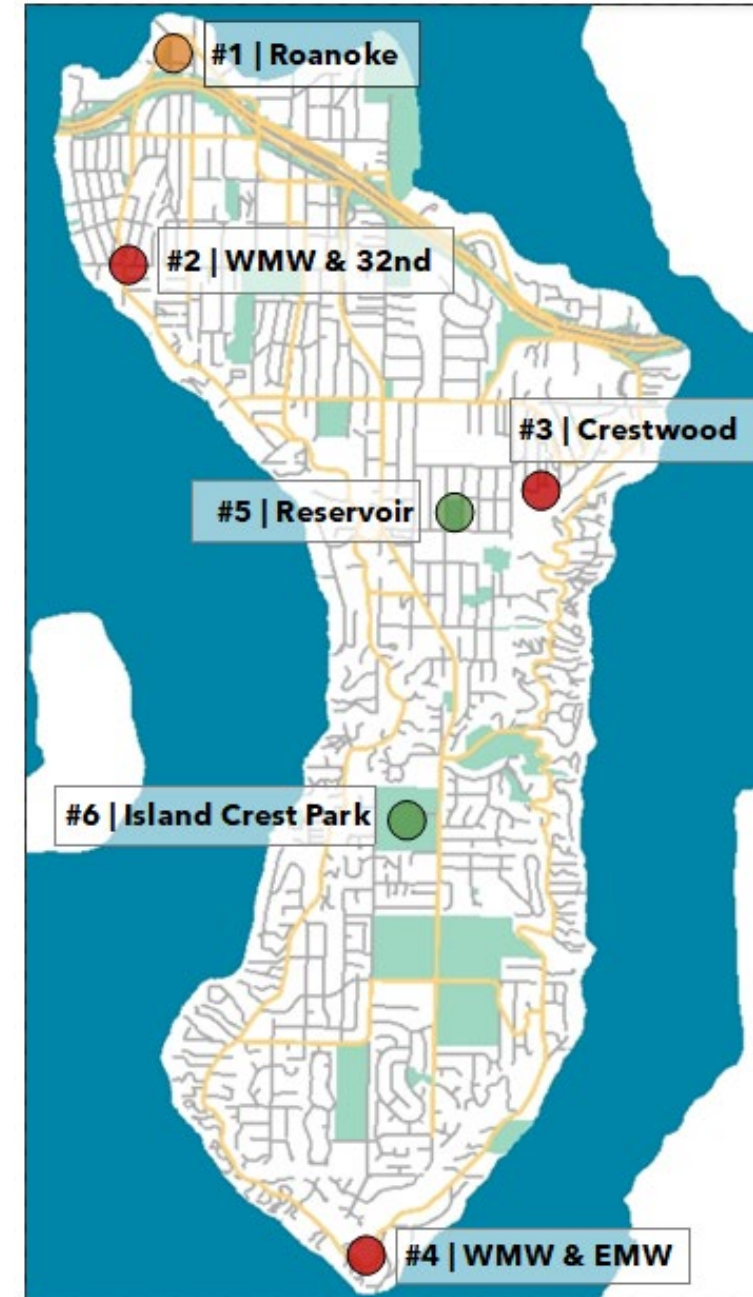 #1 | Roanoke
#2 | WMW & 32nd
#3 | Crestwood
#5 | Reservoir
#6 | Island Crest Park
#4 | WMW & EMW